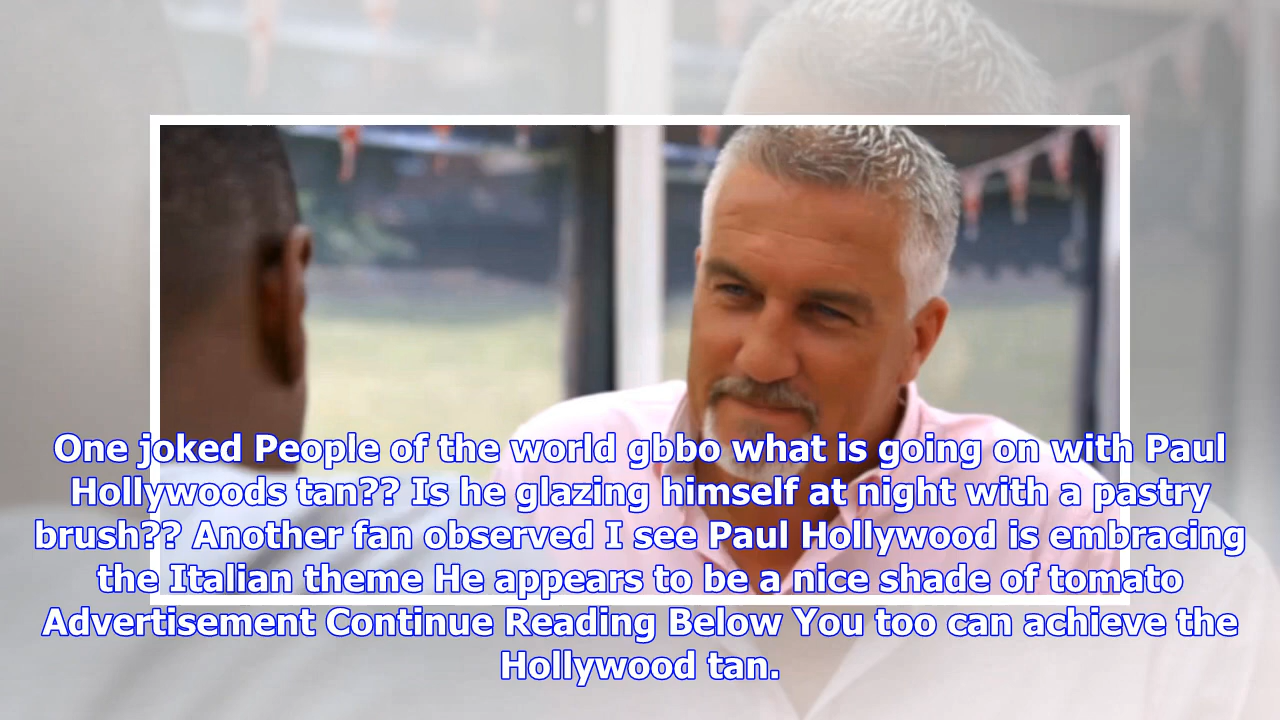 One joked People of the world gbbo what is going on with Paul
Hollywoods tan?? Is he glazing himself at night with a pastry
brush?? Another fan observed I see Paul Hollywood is embracing
the Italian theme He appears to be a nice shade of tomato
Advertisement Continue Reading Below You too can achieve the
Hollywood tan.